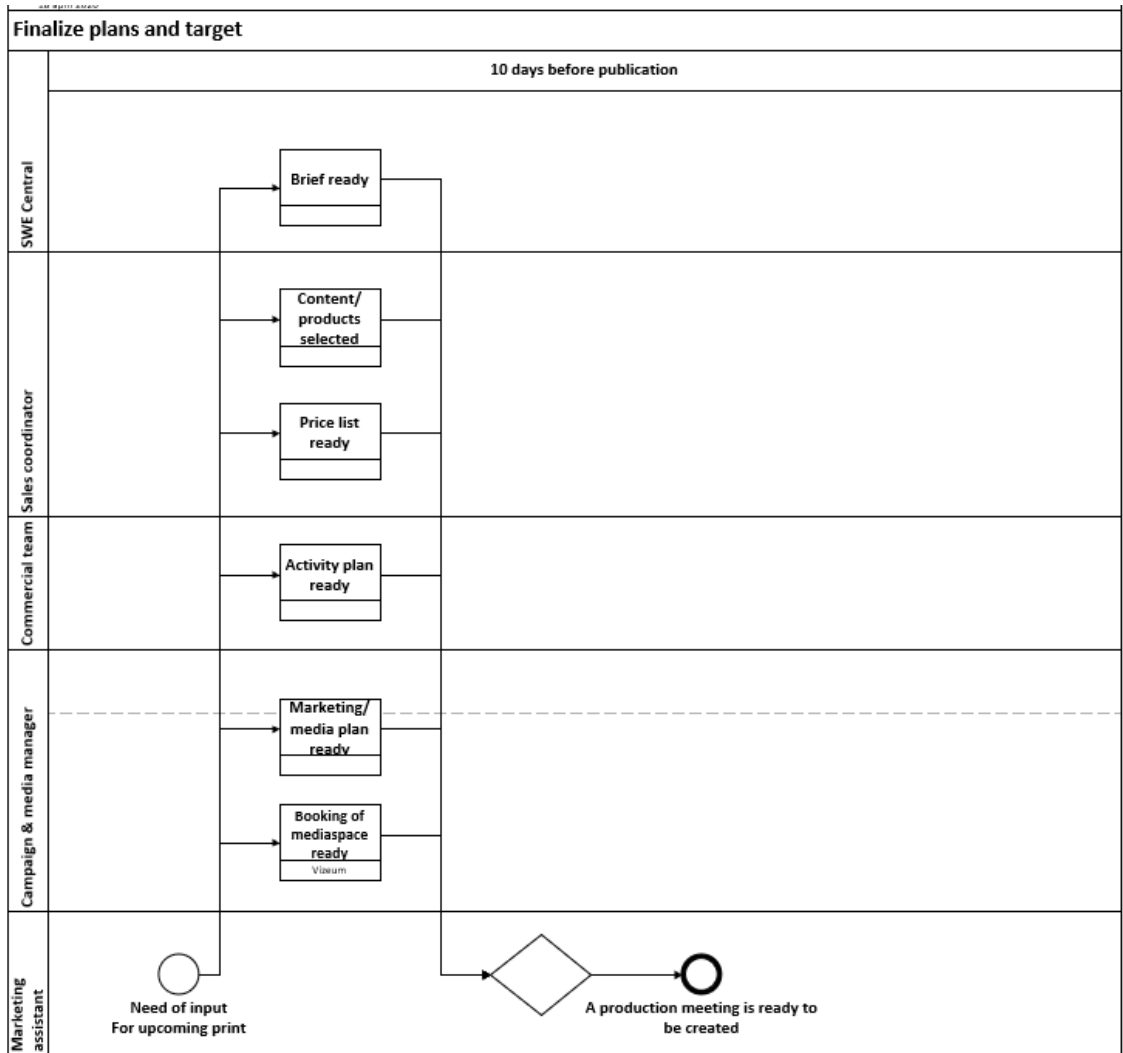 Finalize plans and target
10 days before publication
SWE Central
Brief ready
Sales coordinator
Content/
products
selected
Price list
ready
Commercial team
Activity plan
ready
Campaign & media manager
Marketing/
media plan
ready
Booking of
mediaspace
ready
Vizeum
Marketing
assistant
Need of input
For upcoming print
A production meeting is ready to
be created